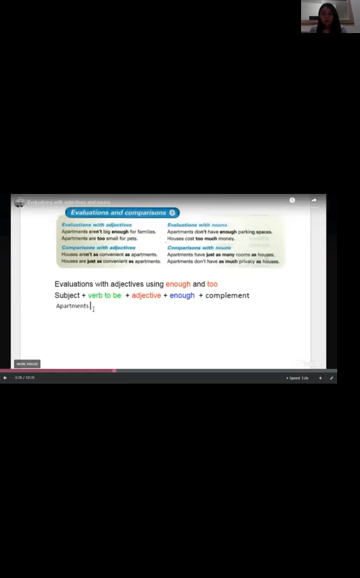 Evaluations with adjectives and nouns
Evaluations and comparisons
Evaluations with adjectives
Apartments aren't big enough for families.
Apartments are too small for pets.
Comparisons with adjectives
Houses aren't as convenient as apartments.
Houses are just as convenient as apartments.
Evaluations with nouns
Apartments don't have enough parking spaces.
Houses cost too much money.
Comparisons with nouns
Apartments have just as many rooms as houses.
Apartments don't have as much privacy as houses.
Evaluations with adjectives using enough and too
Subject + verb to be + adjective + enough + complement
Apartments